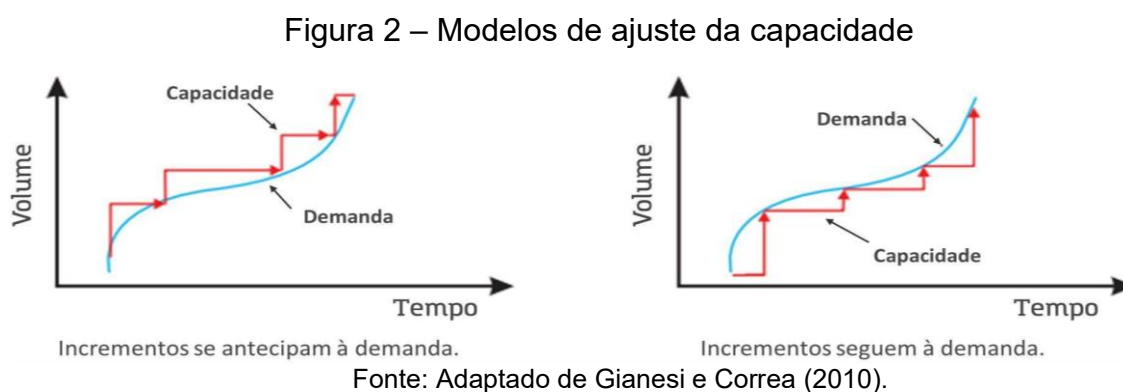 Figura 2 – Modelos de ajuste da capacidade
Capacidade
Demanda
Volume
Tempo
Incrementos se antecipam à demanda.
Demanda
Capacidade
Volume
Tempo
Incrementos seguem à demanda.
Fonte: Adaptado de Gianesi e Correa (2010).